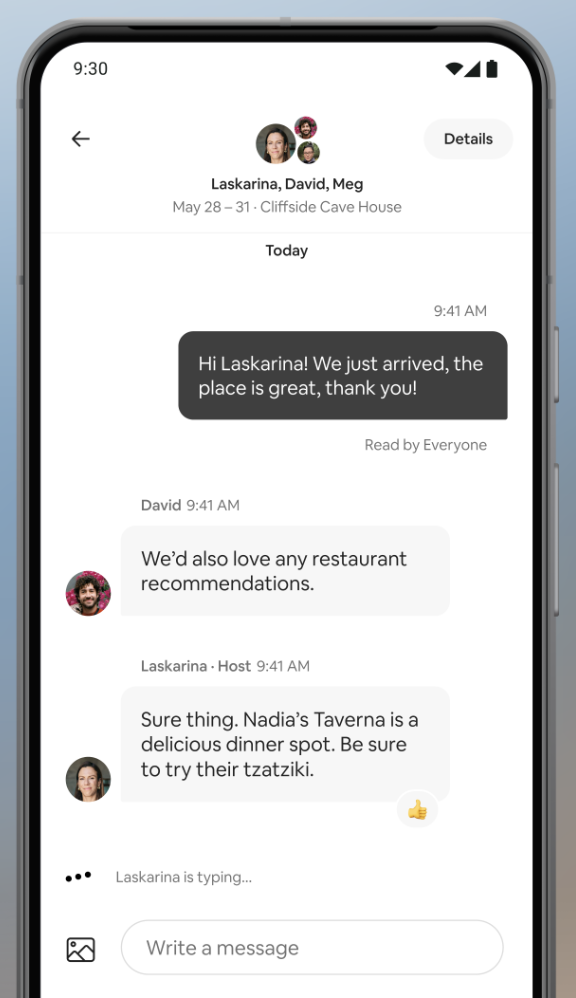 9:30
Details
Laskarina, David, Meg
May 28 – 31 · Cliffside Cave House
Today
9:41 AM
Hi Laskarina! We just arrived, the
place is great, thank you!
Read by Everyone
David 9:41 AM
We’d also love any restaurant
recommendations.
Laskarina · Host 9:41 AM
Sure thing. Nadia’s Taverna is a
delicious dinner spot. Be sure
to try their tzatziki.
Laskarina is typing...
Write a message